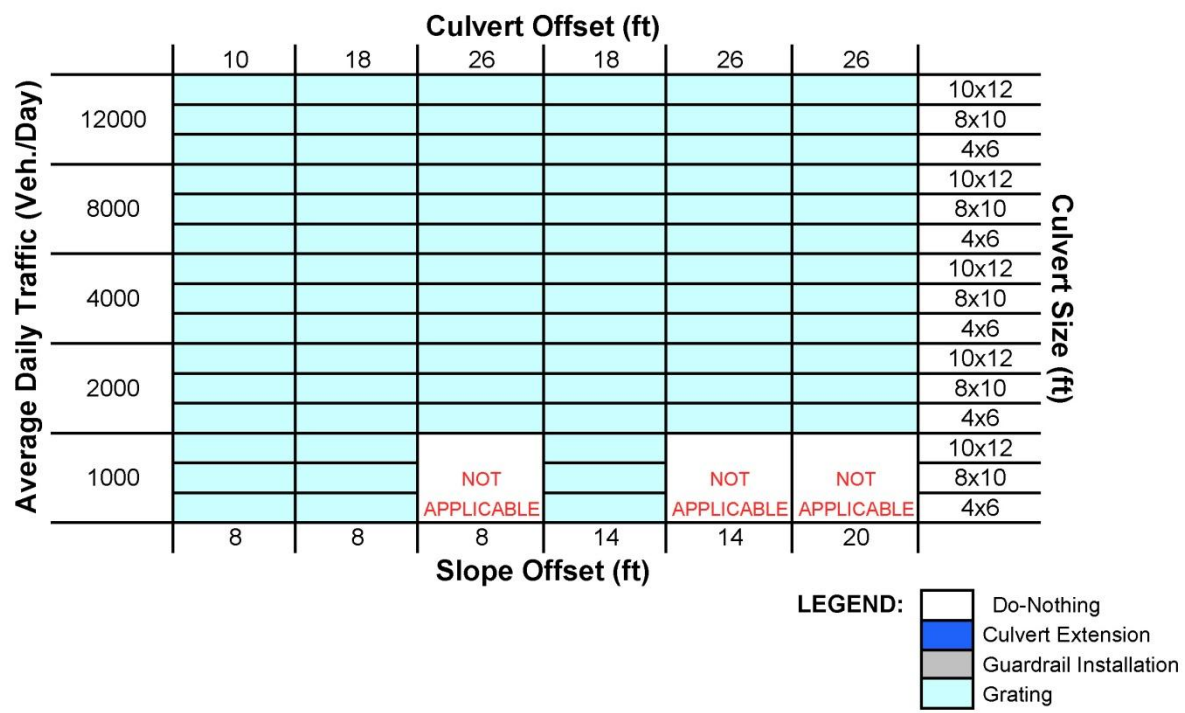 Culvert Offset (ft)
10 18 26 18 26 26
Average Daily Traffic (Veh./Day)
12000
10x12
8x10
4x6
8000
10x12
8x10
4x6
4000
10x12
8x10
4x6
2000
10x12
8x10
4x6
1000
10x12
NOT NOT NOT 8x10
APPLICABLE APPLICABLE APPLICABLE 4x6
Culvert Size (ft)
8 8 8 14 14 20
Slope Offset (ft)
LEGEND:
Do-Nothing
Culvert Extension
Guardrail Installation
Grating